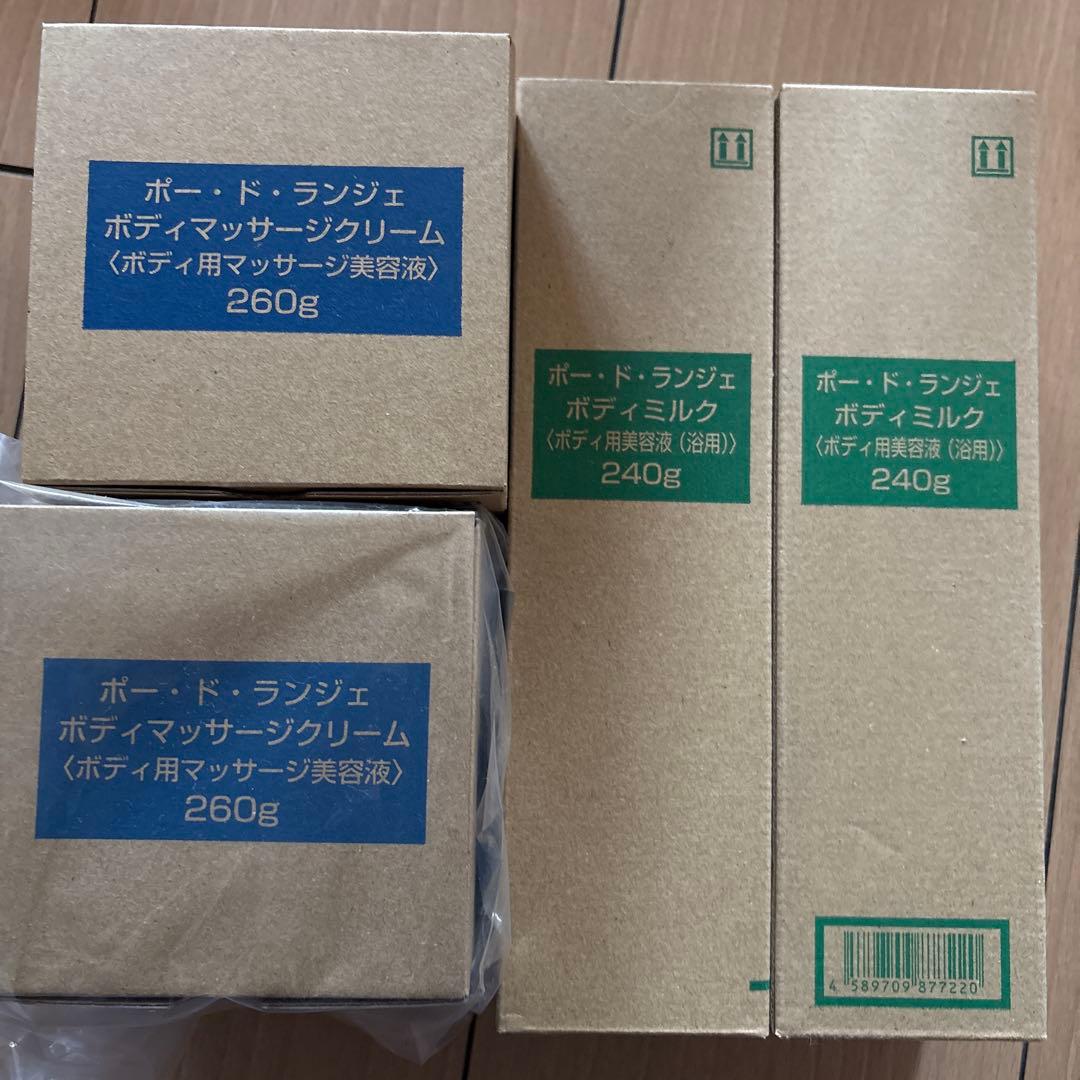 ポー・ド・ランジェ
ボディマッサージクリーム
〈ボディ用マッサージ美容液〉
260g
ポー・ド・ランジェ
ボディマッサージクリーム
〈ボディ用マッサージ美容液〉
260g
ポー・ド・ランジェ
ボディミルク
〈ボディ用美容液（浴用）〉
240g
ポー・ド・ランジェ
ボディミルク
〈ボディ用美容液（浴用）〉
240g
4 589709 877220